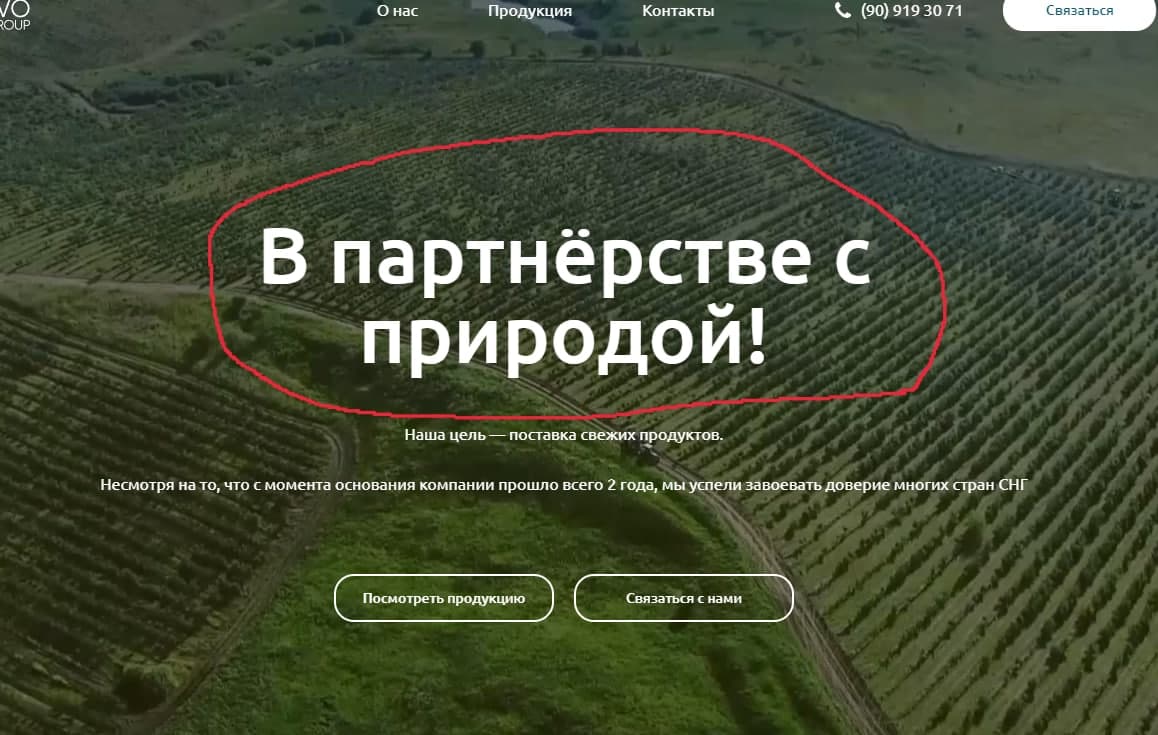 VO
ROUP
О нас
Продукция
Контакты
(90) 919 30 71
Связаться
В партнёрстве с
природой!
Наша цель — поставка свежих продуктов.
Несмотря на то, что с момента основания компании прошло всего 2 года, мы успели завоевать доверие многих стран СНГ
Посмотреть продукцию
Связаться с нами